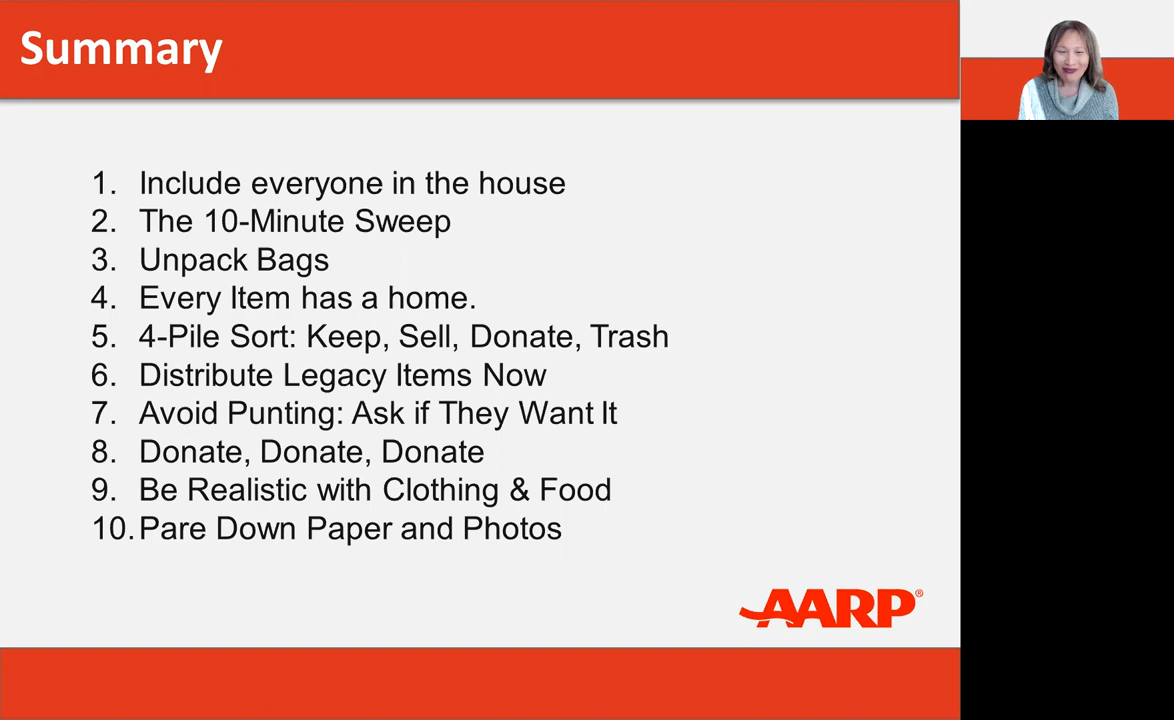 Summary
1. Include everyone in the house
2. The 10-Minute Sweep
3. Unpack Bags
4. Every Item has a home.
5. 4-Pile Sort: Keep, Sell, Donate, Trash
6. Distribute Legacy Items Now
7. Avoid Punting: Ask if They Want It
8. Donate, Donate, Donate
9. Be Realistic with Clothing & Food
10. Pare Down Paper and Photos
AARP®